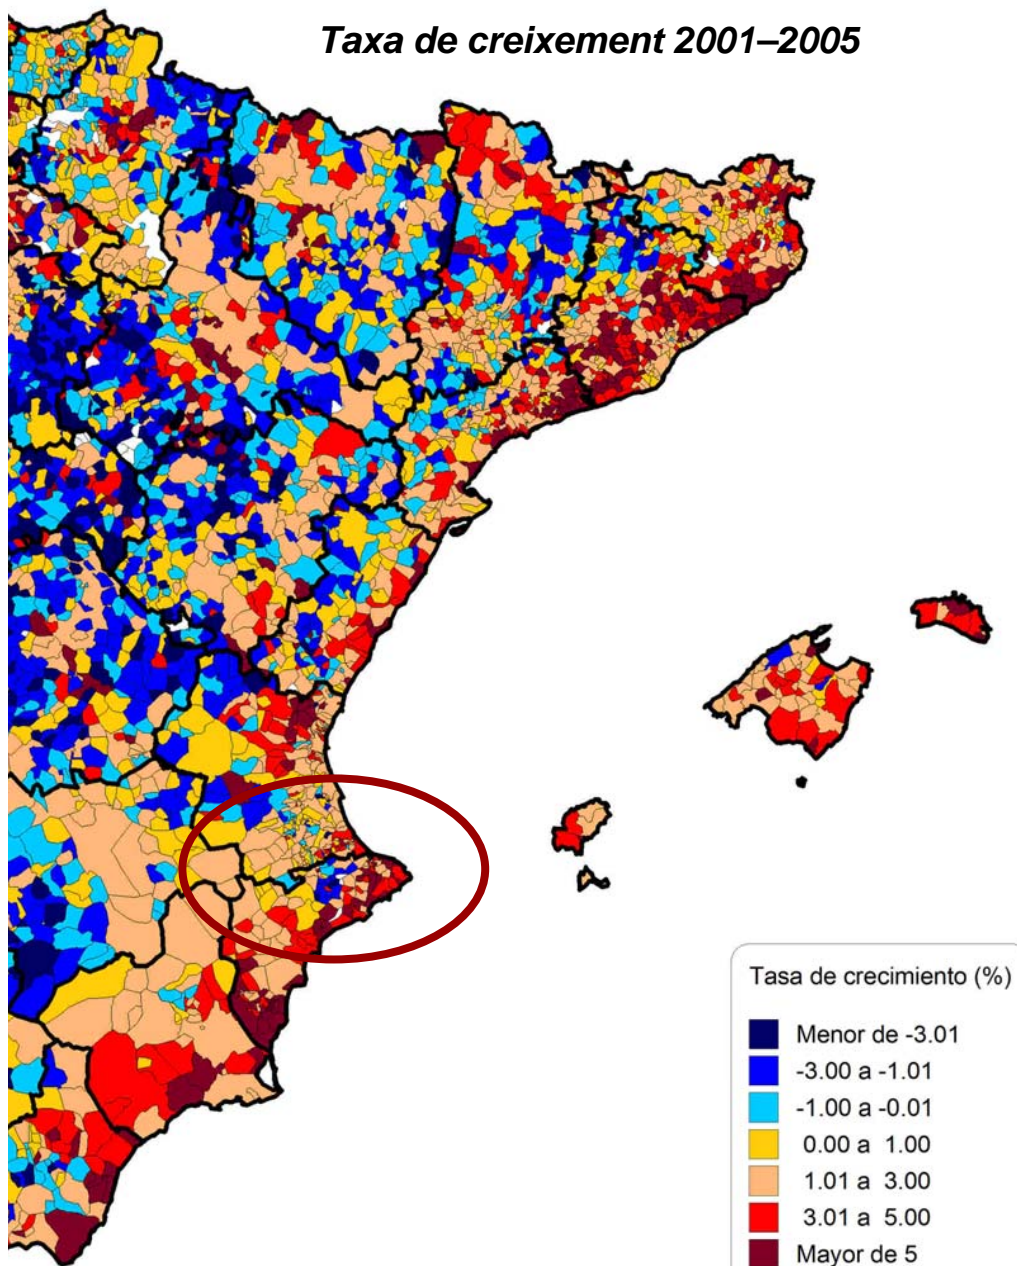 Taxa de creixement 2001–2005
Tasa de crecimiento (%)
Menor de -3.01
-3.00 a -1.01
-1.00 a -0.01
0.00 a 1.00
1.01 a 3.00
3.01 a 5.00
Mayor de 5